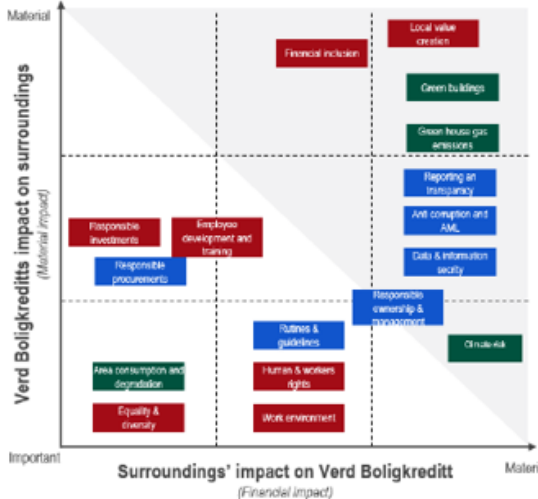 Material
Local value
creation
Financial inclusion
Green buildings
Green house gas
emissions
Reporting an
transparency
Anti corruption and
AML
Data & information
secrity
Responsible
investments
Employee
development and
training
Responsible
procurements
Responsible
ownership &
management
Rutines &
guidelines
Climate risk
Area consumption and
degradation
Human & workers
rights
Equality &
diversity
Work environment
Verd Boligkreditts impact on surroundings
(Material impact)
Important
Materi
Surroundings' impact on Verd Boligkreditt
(Financial impact)